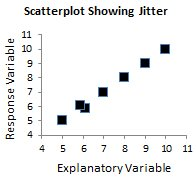 Scatterplot Showing Jitter
Response Variable
11
10
9
8
7
6
5
4
4 5 6 7 8 9 10 11
Explanatory Variable